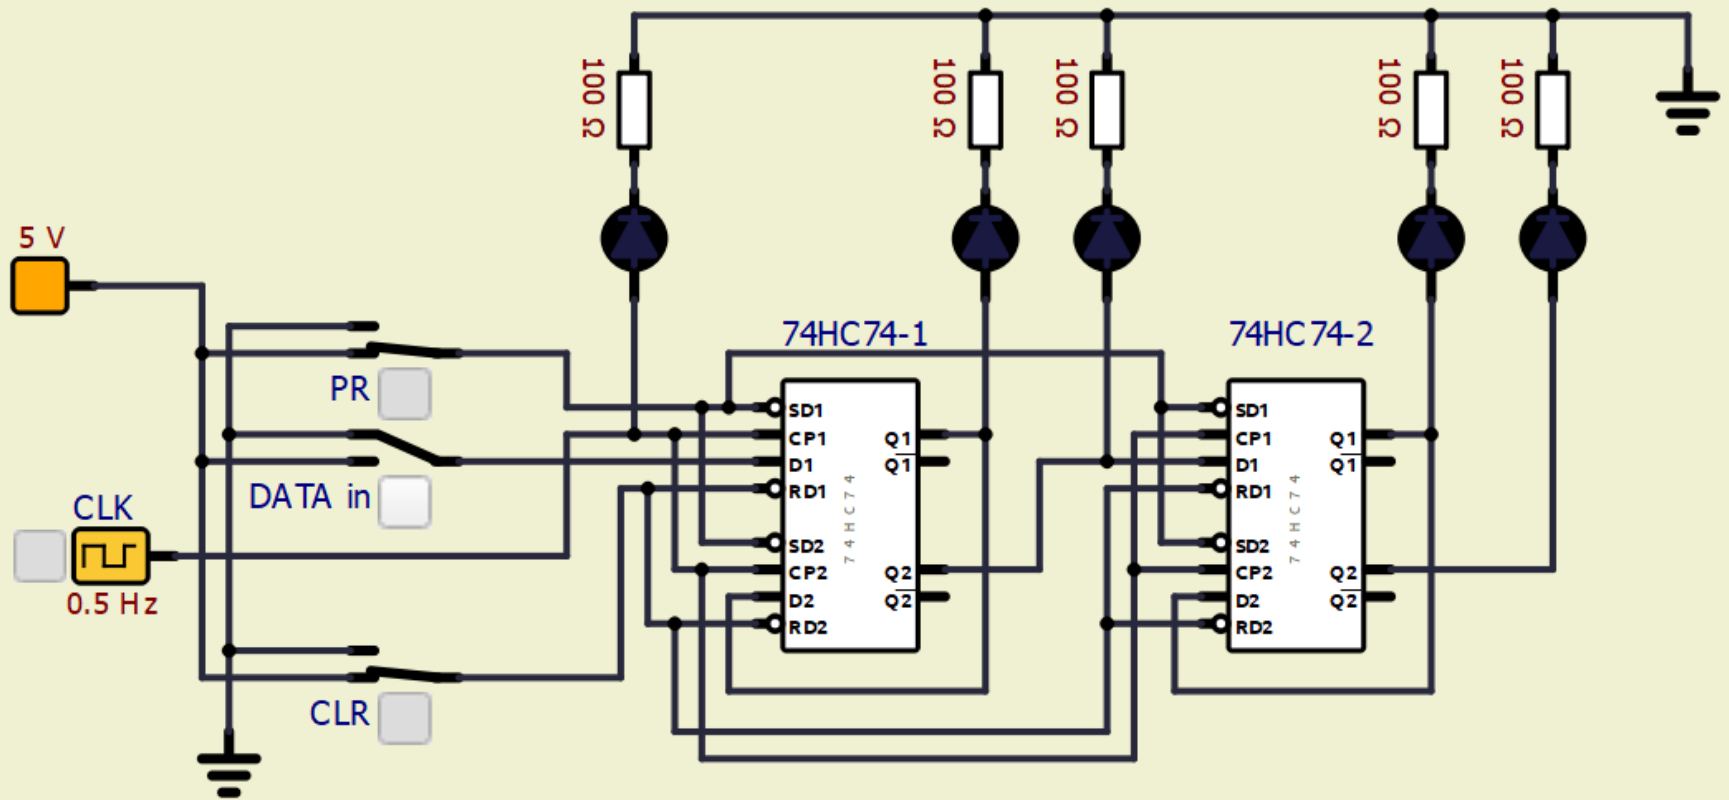 100 Ω
100 Ω
100 Ω
100 Ω
100 Ω
5 V
PR
DATA in
CLK
0.5 Hz
CLR
74HC74-1
SD1
CP1
D1
RD1
SD2
CP2
D2
RD2
Q1
Q1
Q2
Q2
74HC74
74HC74-2
SD1
CP1
D1
RD1
SD2
CP2
D2
RD2
Q1
Q1
Q2
Q2
74HC74